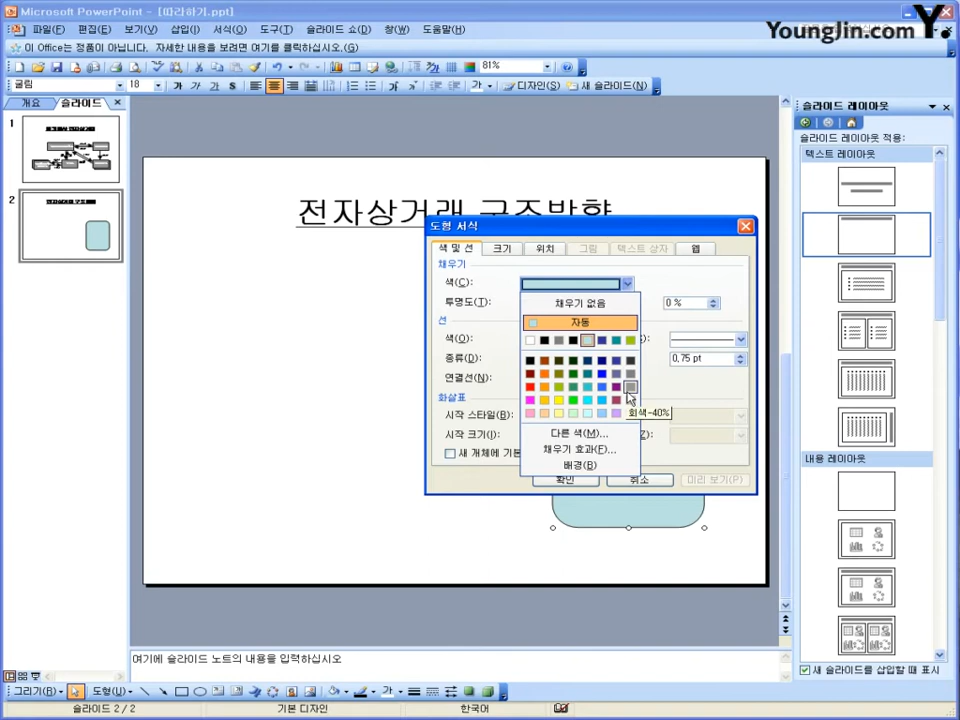 Microsoft PowerPoint - [따라하기.ppt]
파일(F) 편집(E) 보기(V) 삽입(I) 서식(O) 도구(T) 슬라이드 쇼(D) 창(W) 도움말(H)
YoungJin.com Y.
이 Office는 정품이 아닙니다. 자세한 내용을 보려면 여기를 클릭하십시오.(G)
81%
굴림 18 가 가 가 S 가 가 가 디자인(S) 새 슬라이드(N)
개요 슬라이드
슬라이드 레이아웃
슬라이드 레이아웃 적용:
텍스트 레이아웃
1
2
전자상거래 구조방향
도형 서식
색 및 선 크기 위치 그림 텍스트 상자 웹
채우기
색(C):
투명도(T): 0 %
채우기 없음
자동
선
색(O):
종류(D): 0,75 pt
연결선(N):
화살표
회색-40%
시작 스타일(B):
시작 크기(R): Z):
다른 색(M)...
채우기 효과(F)...
배경(B)
새 개체에 기본
확인 취소 미리 보기(P)
내용 레이아웃
여기에 슬라이드 노트의 내용을 입력하십시오
새 슬라이드를 삽입할 때 표시
그리기(R) 도형(U) 가
슬라이드 2 / 2 기본 디자인 한국어